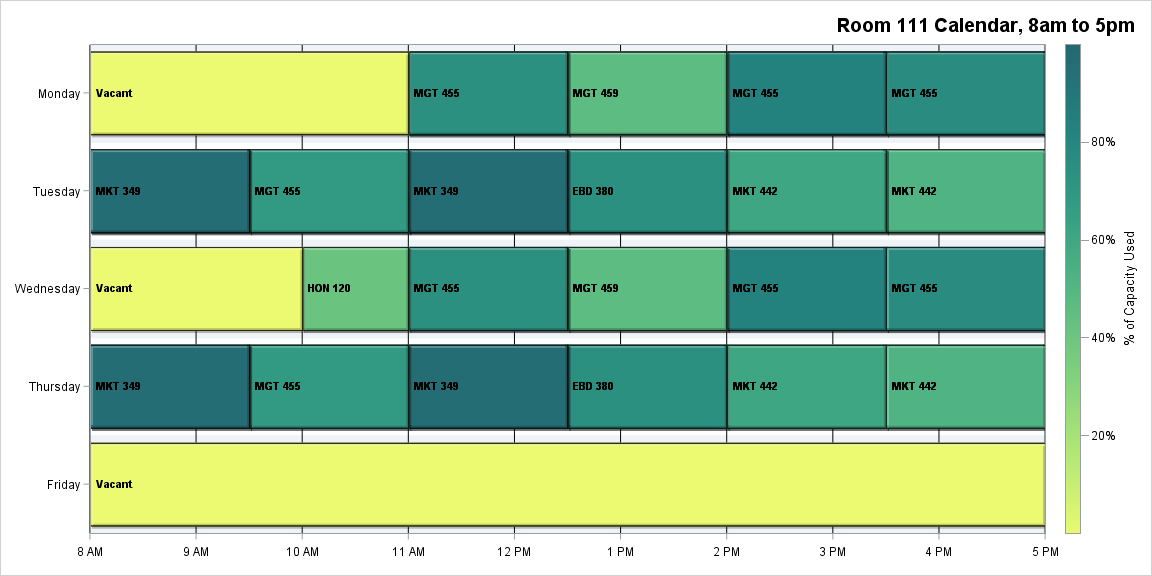 Room 111 Calendar, 8am to 5pm
Monday
Vacant
MGT 455
MGT 459
MGT 455
MGT 455
Tuesday
MKT 349
MGT 455
MKT 349
EBD 380
MKT 442
MKT 442
Wednesday
Vacant
HON 120
MGT 455
MGT 459
MGT 455
MGT 455
Thursday
MKT 349
MGT 455
MKT 349
EBD 380
MKT 442
MKT 442
Friday
Vacant
8 AM
9 AM
10 AM
11 AM
12 PM
1 PM
2 PM
3 PM
4 PM
5 PM
80%
60%
40%
20%
% of Capacity Used